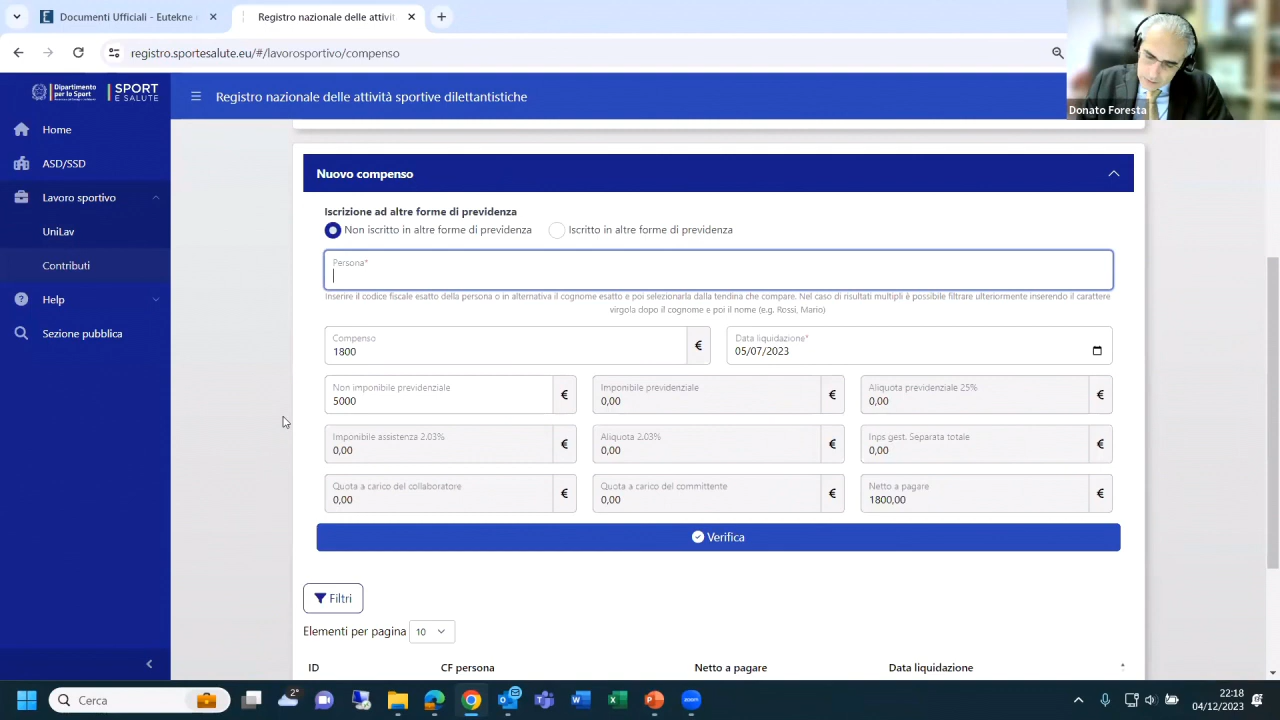 Documenti Ufficiali - Eutekne
Registro nazionale delle attivit
registro.sportesalute.eu/#/lavorosportivo/compenso
Donato Foresta
Dipartimento
per lo Sport
SPORT
E SALUTE
Registro nazionale delle attività sportive dilettantistiche
Home
ASD/SSD
Lavoro sportivo
UniLav
Contributi
Help
Sezione pubblica
Nuovo compenso
Iscrizione ad altre forme di previdenza
Non iscritto in altre forme di previdenza
Iscritto in altre forme di previdenza
Persona*
Inserire il codice fiscale esatto della persona o in alternativa il cognome esatto e poi selezionarla dalla tendina che compare. Nel caso di risultati multipli è possibile filtrare ulteriormente inserendo il carattere
virgola dopo il cognome e poi il nome (e.g. Rossi, Mario)
Compenso
1800 €
Data liquidazione*
05/07/2023
Non imponibile previdenziale
5000 €
Imponibile previdenziale
0,00 €
Aliquota previdenziale 25%
0,00 €
Imponibile assistenza 2.03%
0,00 €
Aliquota 2.03%
0,00 €
Inps gest. Separata totale
0,00 €
Quota a carico del collaboratore
0,00 €
Quota a carico del committente
0,00 €
Netto a pagare
1800,00 €
Verifica
Filtri
Elementi per pagina 10
ID CF persona Netto a pagare Data liquidazione
Cerca
22:18
04/12/2023